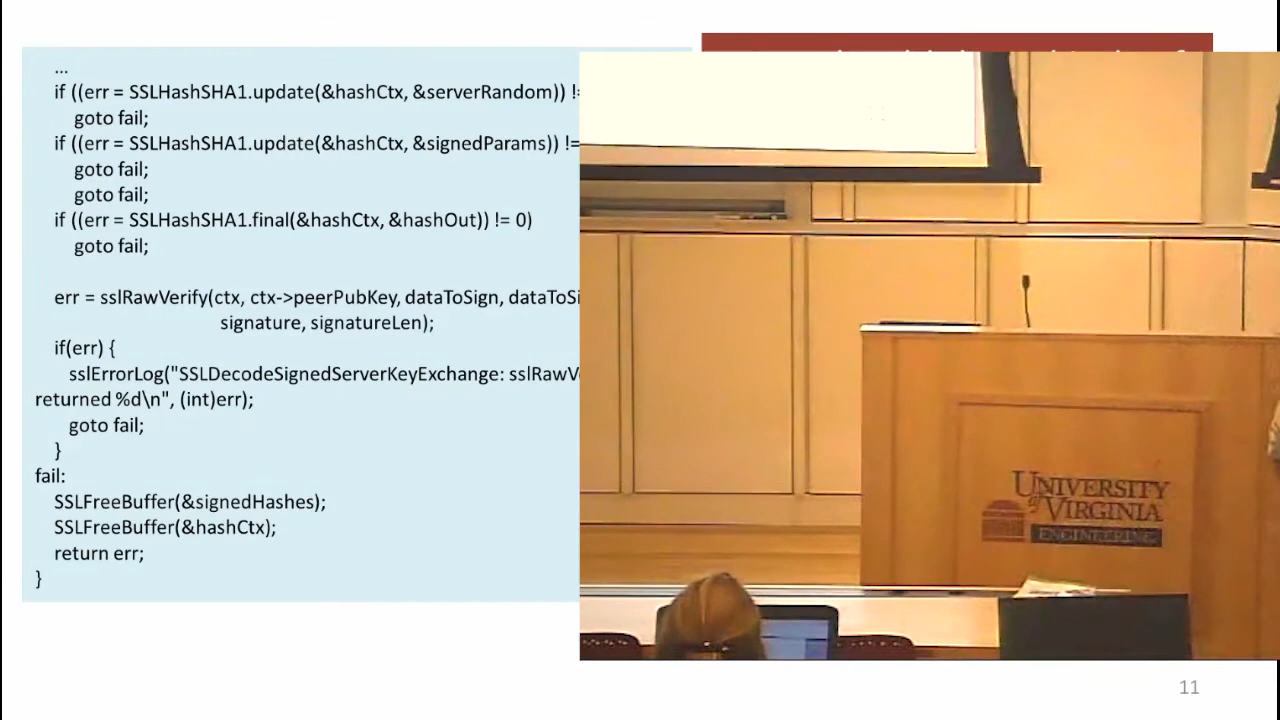 ...
if ((err = SSLHashSHA1.update(&hashCtx, &serverRandom)) !=
goto fail;
if ((err = SSLHashSHA1.update(&hashCtx, &signedParams)) !=
goto fail;
goto fail;
if ((err = SSLHashSHA1.final(&hashCtx, &hashOut)) != 0)
goto fail;
err = sslRawVerify(ctx, ctx->peerPubKey, dataToSign, dataToSi
signature, signatureLen);
if(err) {
sslErrorLog("SSLDecodeSignedServerKeyExchange: sslRawV
returned %d\n", (int)err);
goto fail;
}
fail:
SSLFreeBuffer(&signedHashes);
SSLFreeBuffer(&hashCtx);
return err;
}
UNIVERSITY
of VIRGINIA
ENGINEERING
11